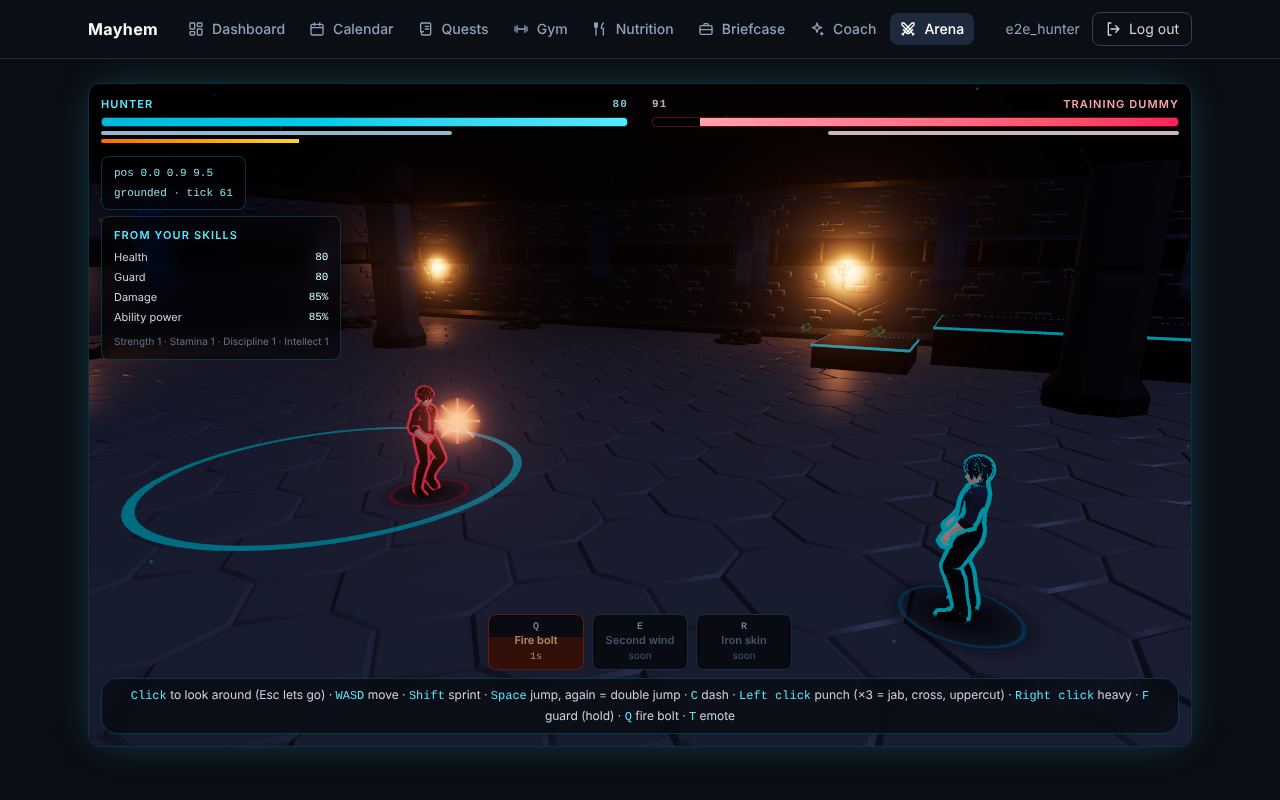 Mayhem Dashboard Calendar Quests Gym Nutrition Briefcase Coach Arena e2e_hunter Log out
HUNTER 80 91 TRAINING DUMMY
pos 0.0 0.9 9.5
grounded · tick 61
FROM YOUR SKILLS
Health 80
Guard 80
Damage 85%
Ability power 85%
Strength 1 · Stamina 1 · Discipline 1 · Intellect 1
Q E R
Fire bolt Second wind Iron skin
1s soon soon
Click to look around (Esc lets go) · WASD move · Shift sprint · Space jump, again = double jump · C dash · Left click punch (×3 = jab, cross, uppercut) · Right click heavy · F
guard (hold) · Q fire bolt · T emote